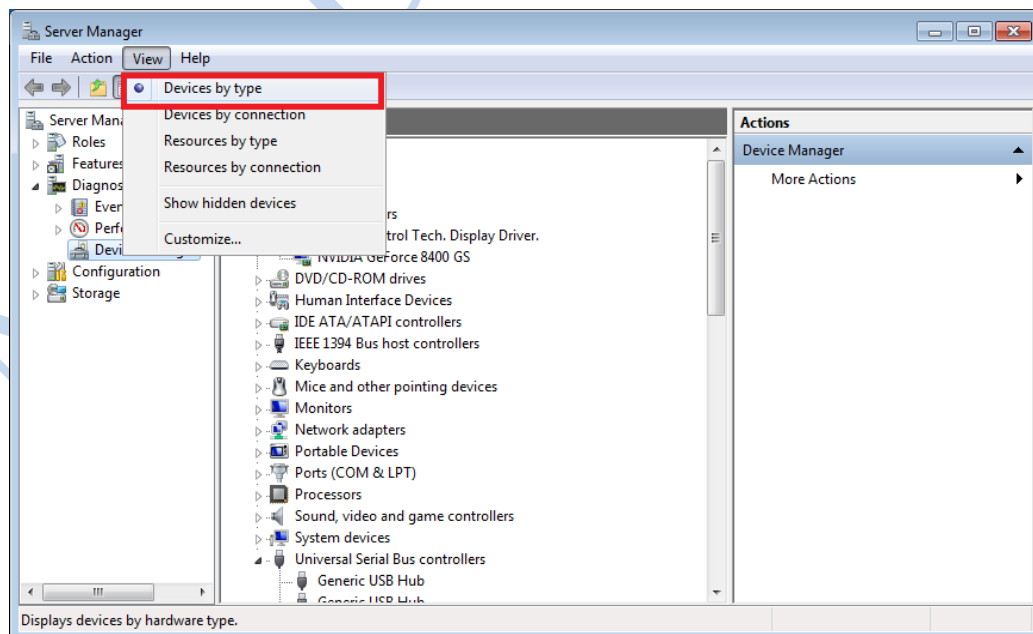 Server Manager
File Action View Help
Devices by type
Devices by connection
Resources by type
Resources by connection
Show hidden devices
Customize...
Server Mana
Roles
Features
Diagnos
Even
Perfo
Devi
Configuration
Storage
rs
trol Tech. Display Driver.
NVIDIA GeForce 8400 GS
DVD/CD-ROM drives
Human Interface Devices
IDE ATA/ATAPI controllers
IEEE 1394 Bus host controllers
Keyboards
Mice and other pointing devices
Monitors
Network adapters
Portable Devices
Ports (COM & LPT)
Processors
Sound, video and game controllers
System devices
Universal Serial Bus controllers
Generic USB Hub
Generic USB Hub
Actions
Device Manager
More Actions
Displays devices by hardware type.